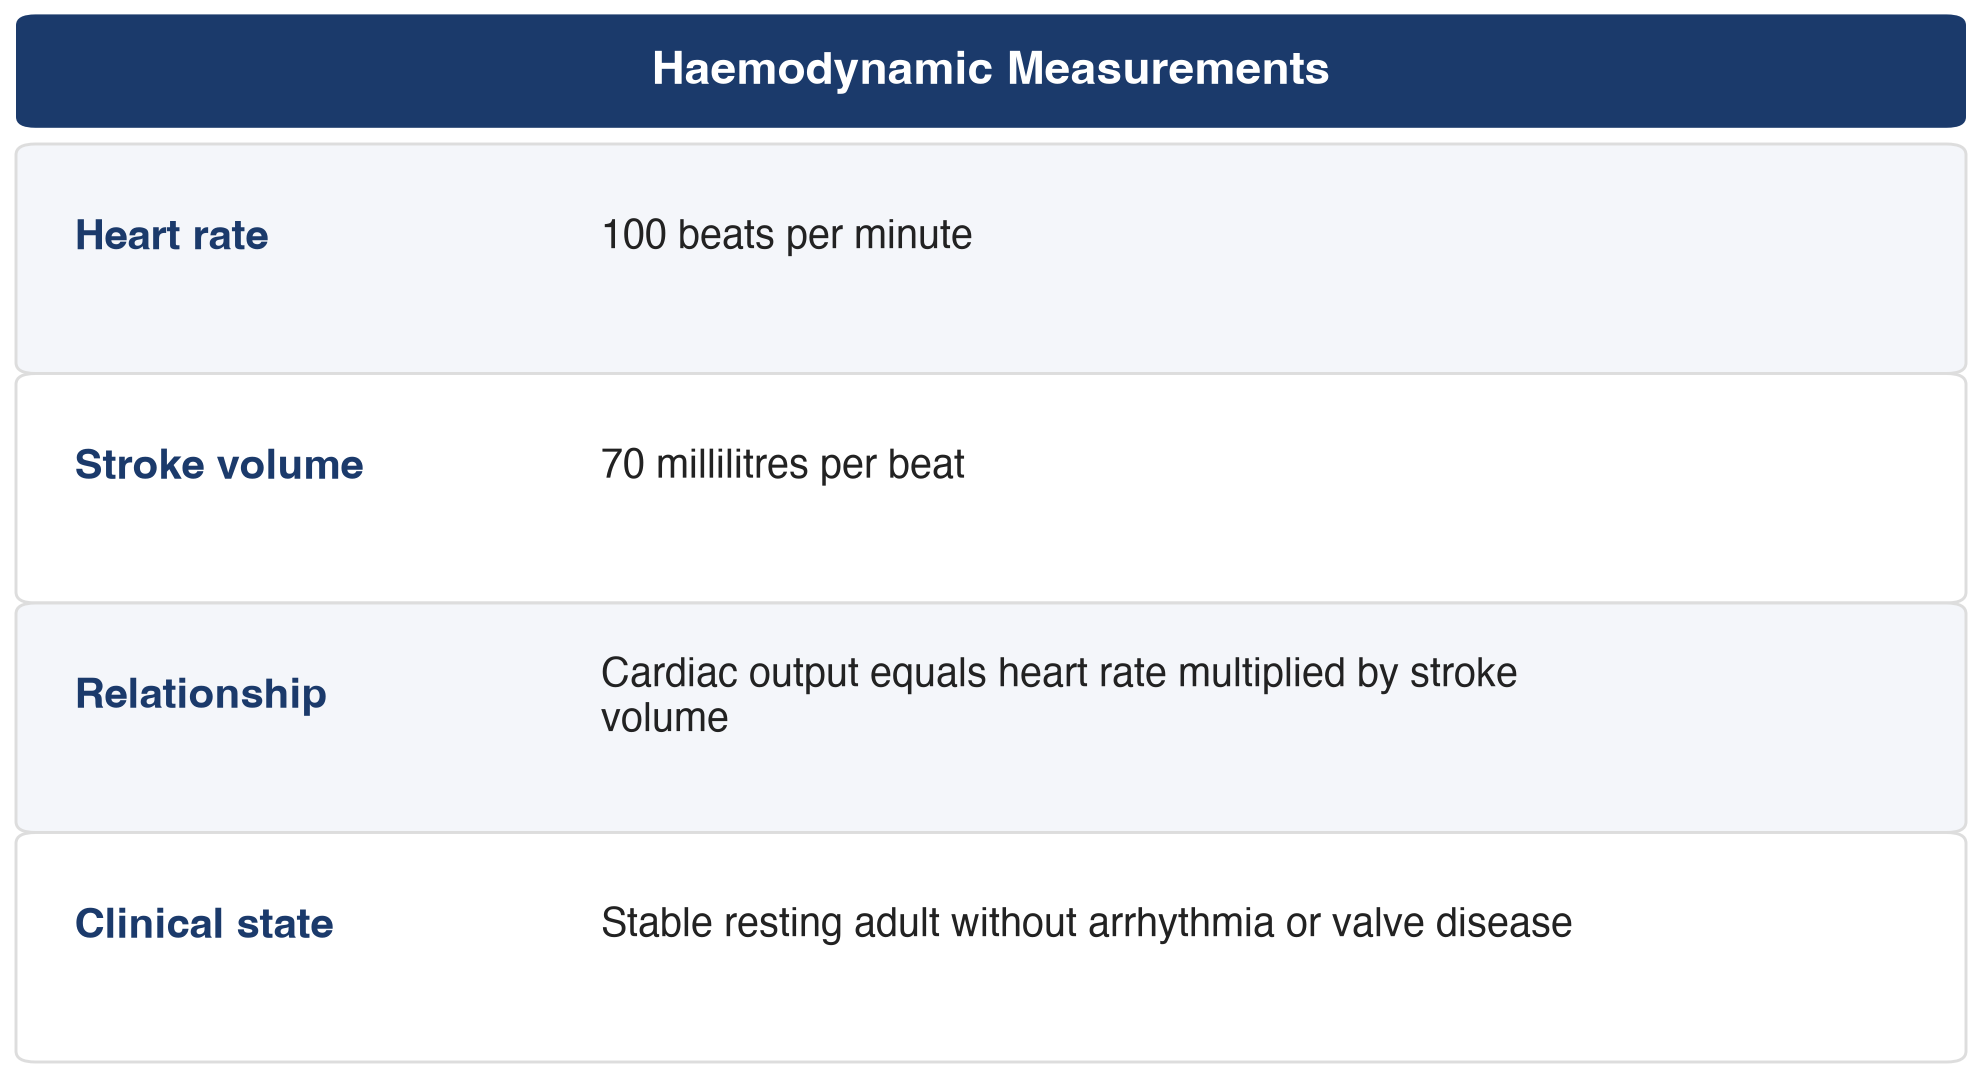 Haemodynamic Measurements
Heart rate
100 beats per minute
Stroke volume
70 millilitres per beat
Relationship
Cardiac output equals heart rate multiplied by stroke
volume
Clinical state
Stable resting adult without arrhythmia or valve disease